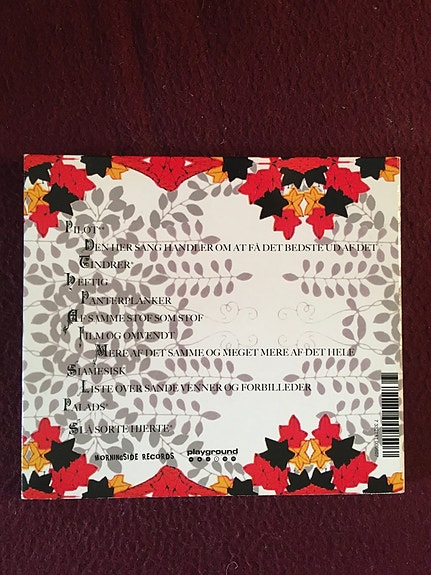 PILOT**
DEN HER SANG HANDLER OM AT FÅ DET BEDSTE UD AF DET
TINDRER*
HEFTIG
PANTERPLANKER
AF SAMME STOF SOM STOF
FILM OG OMVENDT
MERE AF DET SAMME OG MEGET MERE AF DET HELE
SIAMESISK
LISTE OVER SANDE VENNER OG FORBILLEDER
PALADS*
SLÅ SORTE HJERTE*
MORNINGSIDE RECORDS
playground